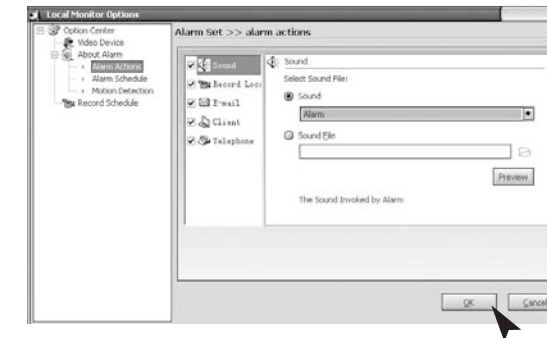 Local Monitor Options
Option Center
Video Device
About Alarm
Alarm Actions
Alarm Schedule
Motion Detection
Record Schedule
Alarm Set >> alarm actions
Sound
Record Loc
E-mail
Client
Telephone
Sound
Select Sound File:
Sound
Alarm
Sound File
Preview
The Sound Invoked by Alarm
OK
Cancel